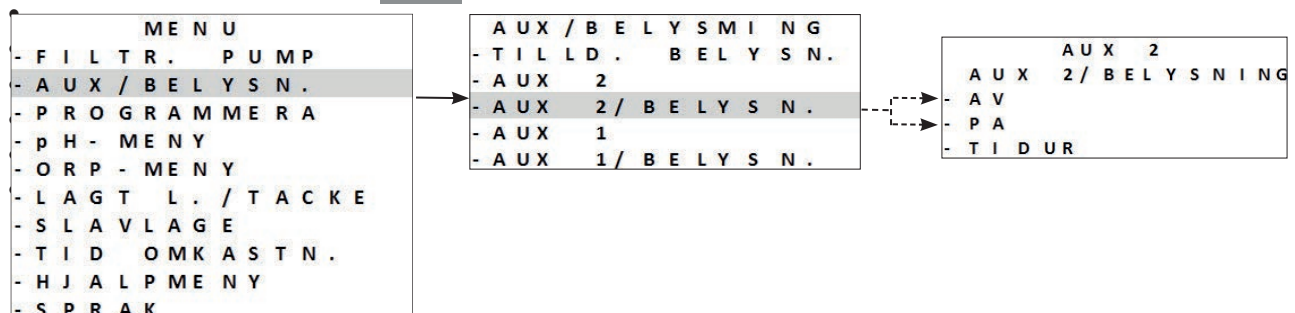 MENU
- FILTR. PUMP
- AUX/BELYSN.
- PROGRAMMERA
- pH- MENY
- ORP - MENY
- LAGT L. / TACKE
- SLAVLAGE
- TID OMKASTN.
- HJALPMENY
- SPRAK
AUX/BELYSMING
- TILLD. BELYSN.
- AUX 2
- AUX 2/BELYSN.
- AUX 1
- AUX 1/BELYSN.
AUX 2
AUX 2/BELYSNING
- AV
- PA
- TIDUR